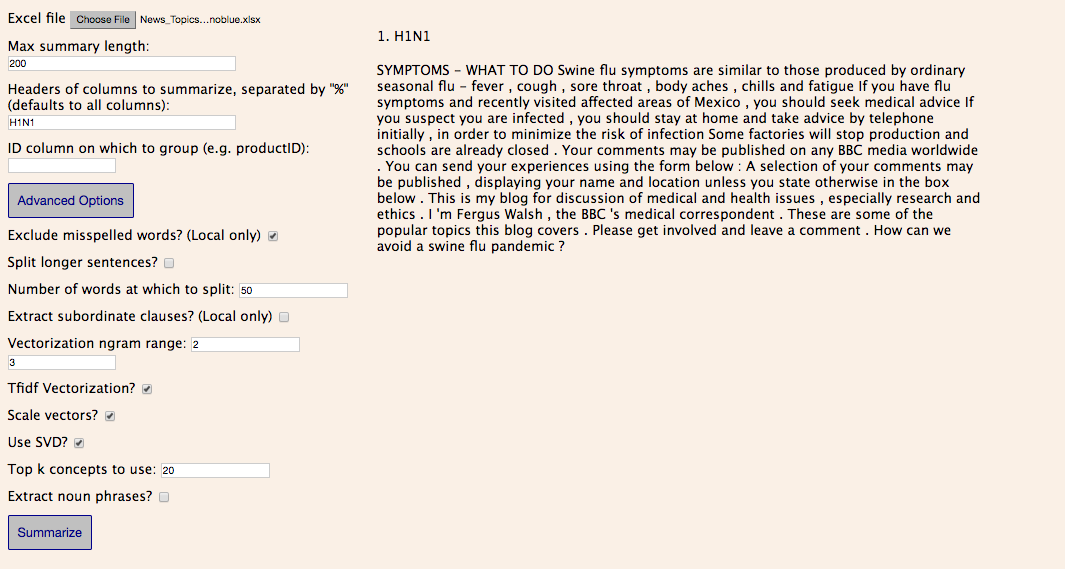 Excel file Choose File News_Topics...noblue.xlsx
Max summary length:
200
Headers of columns to summarize, separated by "%"
(defaults to all columns):
H1N1
ID column on which to group (e.g. productID):
Advanced Options
Exclude misspelled words? (Local only)
Split longer sentences?
Number of words at which to split: 50
Extract subordinate clauses? (Local only)
Vectorization ngram range: 2
3
Tfidf Vectorization?
Scale vectors?
Use SVD?
Top k concepts to use: 20
Extract noun phrases?
Summarize
1. H1N1
SYMPTOMS – WHAT TO DO Swine flu symptoms are similar to those produced by ordinary
seasonal flu – fever , cough , sore throat , body aches , chills and fatigue If you have flu
symptoms and recently visited affected areas of Mexico , you should seek medical advice If
you suspect you are infected , you should stay at home and take advice by telephone
initially , in order to minimize the risk of infection Some factories will stop production and
schools are already closed . Your comments may be published on any BBC media worldwide
. You can send your experiences using the form below : A selection of your comments may
be published , displaying your name and location unless you state otherwise in the box
below . This is my blog for discussion of medical and health issues , especially research and
ethics . I 'm Fergus Walsh , the BBC 's medical correspondent . These are some of the
popular topics this blog covers . Please get involved and leave a comment . How can we
avoid a swine flu pandemic ?